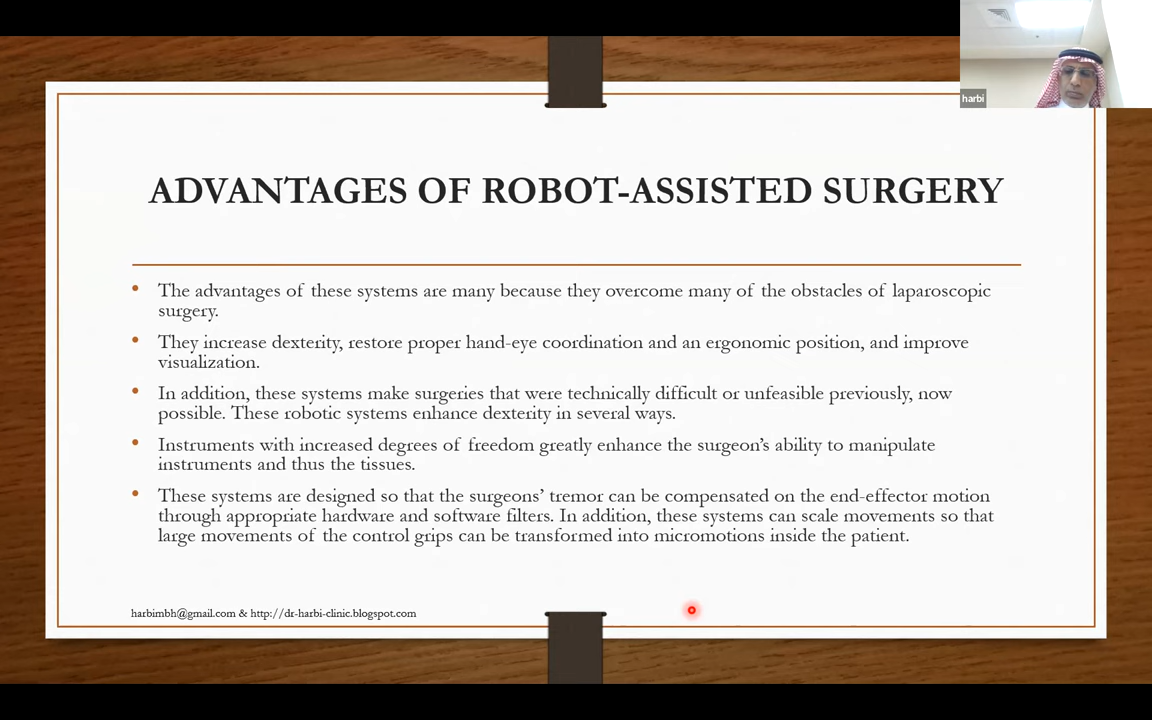 harbi
ADVANTAGES OF ROBOT-ASSISTED SURGERY
• The advantages of these systems are many because they overcome many of the obstacles of laparoscopic
surgery.
• They increase dexterity, restore proper hand-eye coordination and an ergonomic position, and improve
visualization.
• In addition, these systems make surgeries that were technically difficult or unfeasible previously, now
possible. These robotic systems enhance dexterity in several ways.
• Instruments with increased degrees of freedom greatly enhance the surgeon’s ability to manipulate
instruments and thus the tissues.
• These systems are designed so that the surgeons’ tremor can be compensated on the end-effector motion
through appropriate hardware and software filters. In addition, these systems can scale movements so that
large movements of the control grips can be transformed into micromotions inside the patient.
harbimbh@gmail.com & http://dr-harbi-clinic.blogspot.com